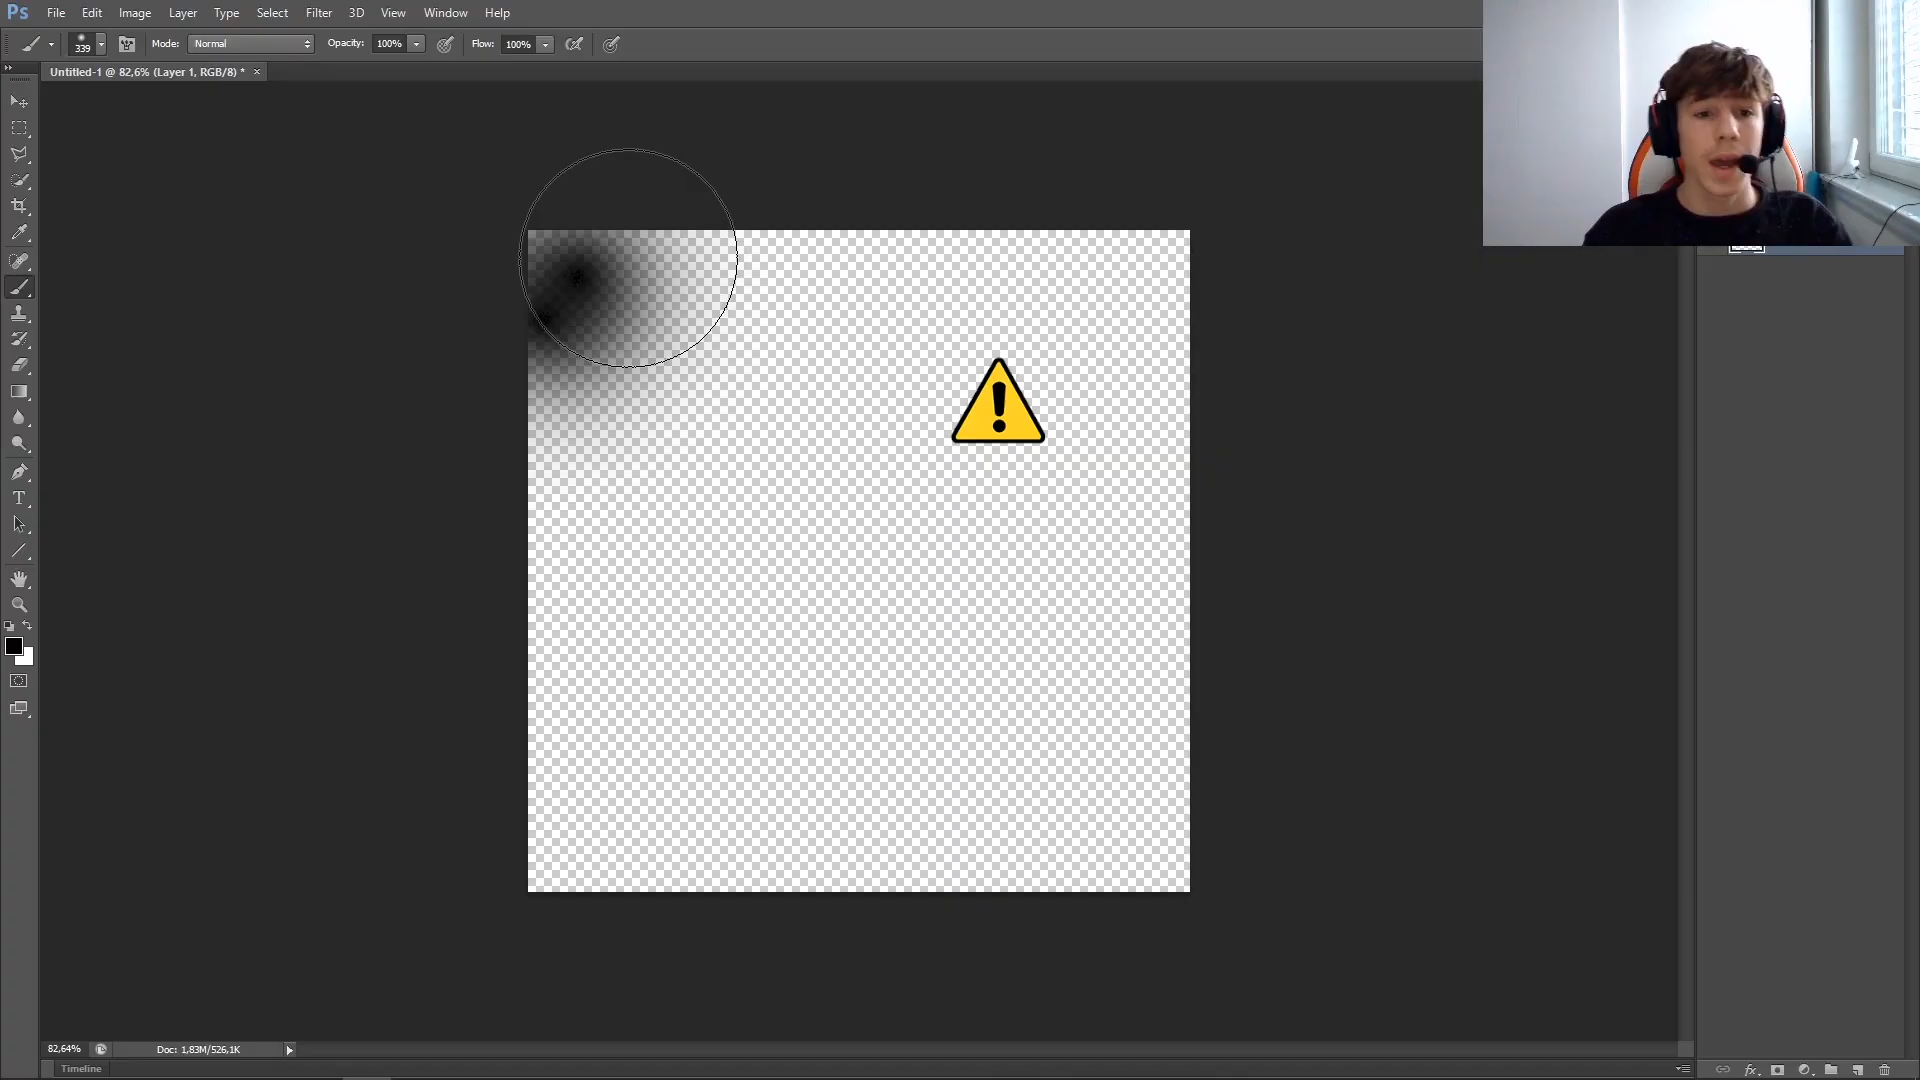 Ps File Edit Image Layer Type Select Filter 3D View Window Help
339 Mode: Normal Opacity: 100% Flow: 100%
Untitled-1 @ 82,6% (Layer 1, RGB/8) * ×
T
!
82,64% Doc: 1,83M/526,1K
Timeline
fx